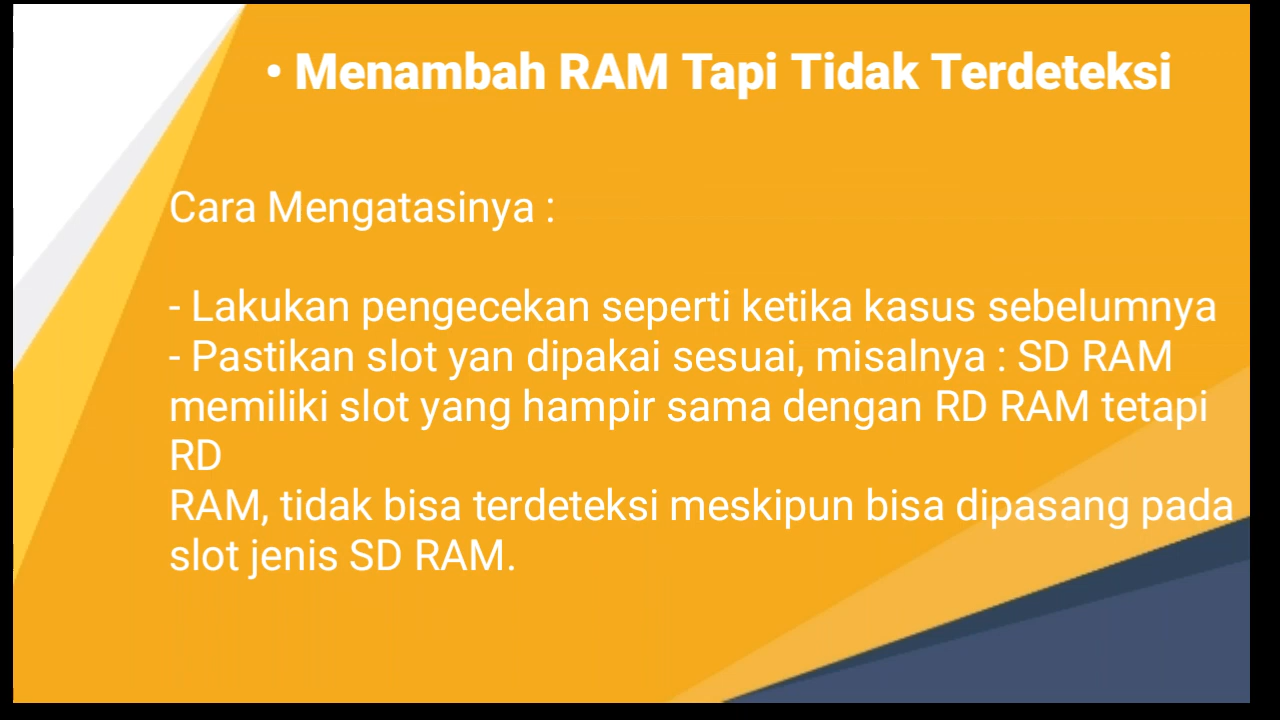 • Menambah RAM Tapi Tidak Terdeteksi
Cara Mengatasinya :
- Lakukan pengecekan seperti ketika kasus sebelumnya
- Pastikan slot yan dipakai sesuai, misalnya : SD RAM
memiliki slot yang hampir sama dengan RD RAM tetapi
RD
RAM, tidak bisa terdeteksi meskipun bisa dipasang pada
slot jenis SD RAM.